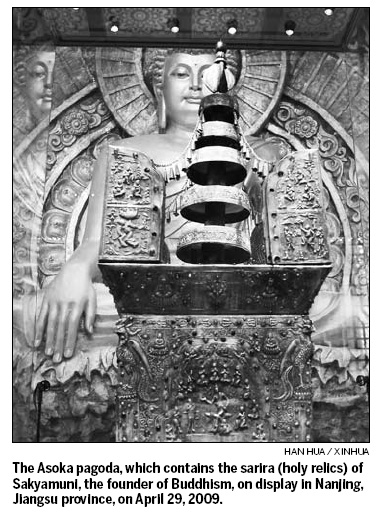 HAN HUA / XINHUA
The Asoka pagoda, which contains the sarira (holy relics) of
Sakyamuni, the founder of Buddhism, on display in Nanjing,
Jiangsu province, on April 29, 2009.